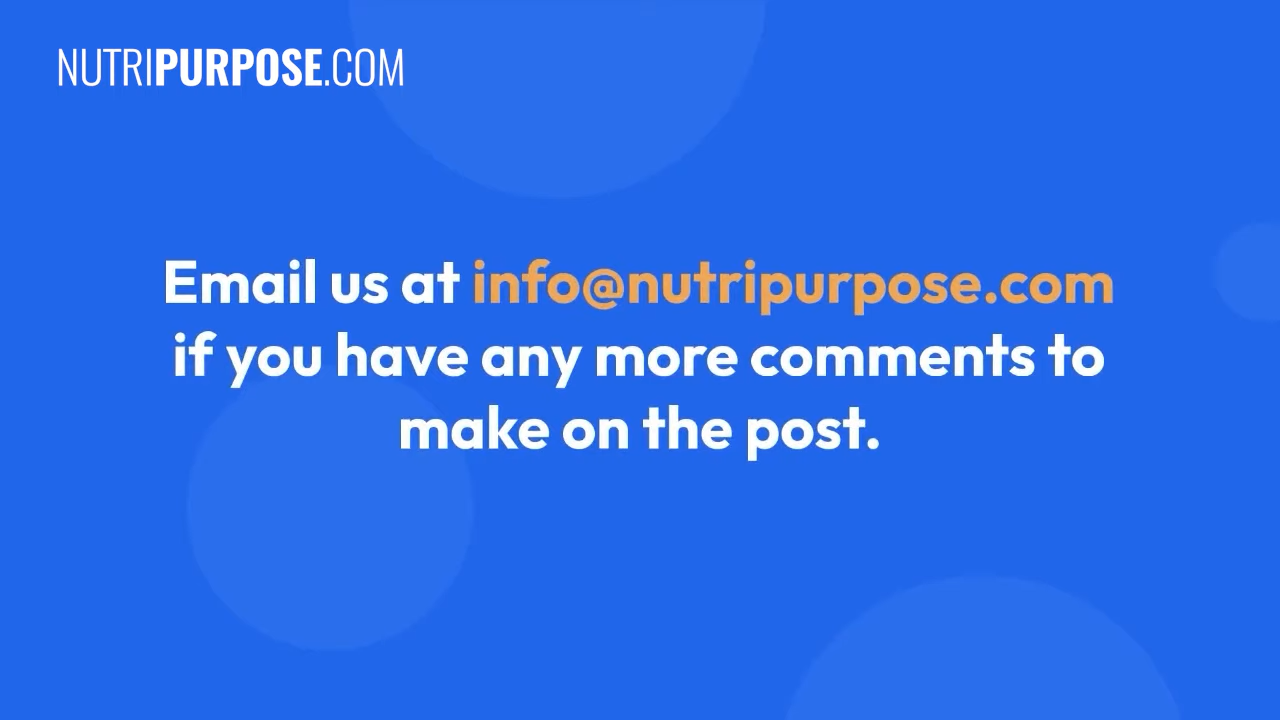 NUTRIPURPOSE.COM
Email us at info@nutripurpose.com
if you have any more comments to
make on the post.